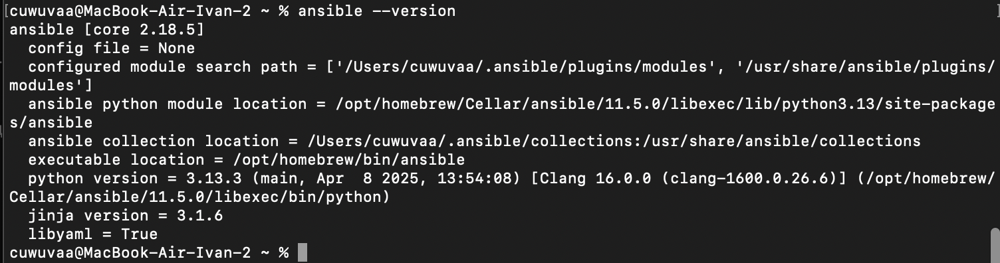 [cuwuvaa@MacBook-Air-Ivan-2 ~ % ansible --version ]
ansible [core 2.18.5]
  config file = None
  configured module search path = ['/Users/cuwuvaa/.ansible/plugins/modules', '/usr/share/ansible/plugins/
modules']
  ansible python module location = /opt/homebrew/Cellar/ansible/11.5.0/libexec/lib/python3.13/site-package
s/ansible
  ansible collection location = /Users/cuwuvaa/.ansible/collections:/usr/share/ansible/collections
  executable location = /opt/homebrew/bin/ansible
  python version = 3.13.3 (main, Apr  8 2025, 13:54:08) [Clang 16.0.0 (clang-1600.0.26.6)] (/opt/homebrew/
Cellar/ansible/11.5.0/libexec/bin/python)
  jinja version = 3.1.6
  libyaml = True
cuwuvaa@MacBook-Air-Ivan-2 ~ %